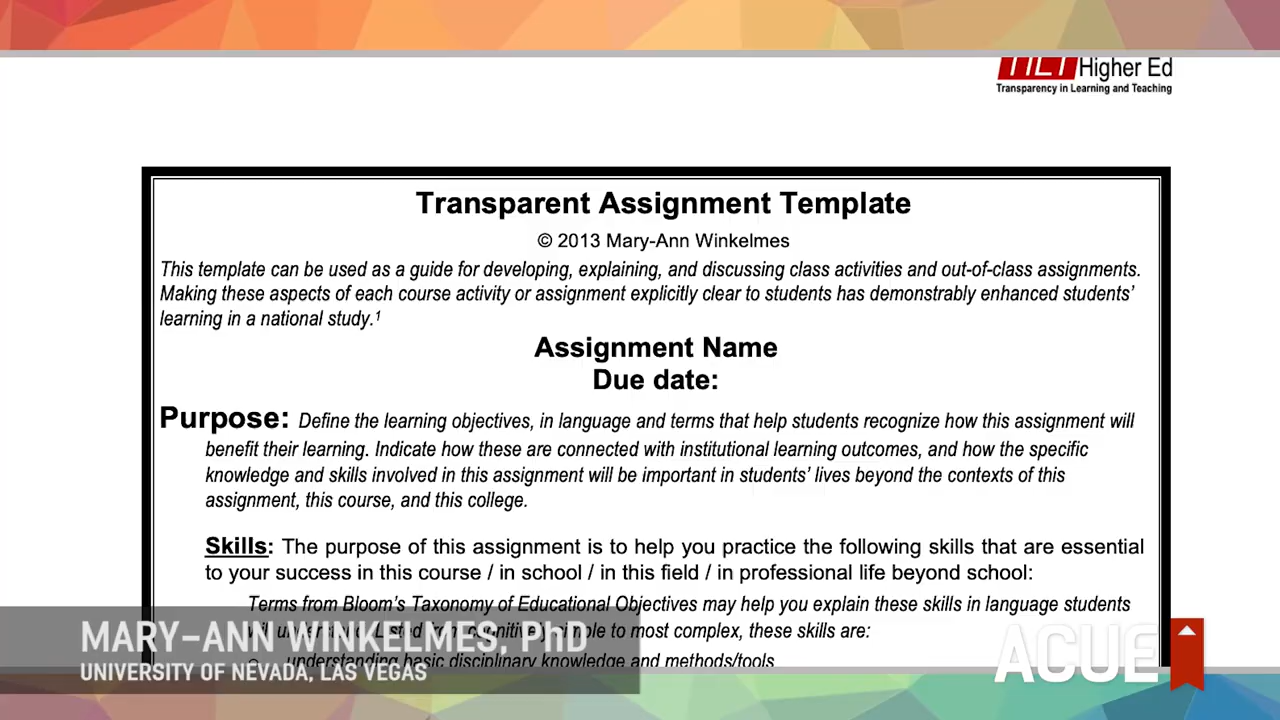 TILT Higher Ed
Transparency in Learning and Teaching
Transparent Assignment Template
© 2013 Mary-Ann Winkelmes
This template can be used as a guide for developing, explaining, and discussing class activities and out-of-class assignments.
Making these aspects of each course activity or assignment explicitly clear to students has demonstrably enhanced students'
learning in a national study.¹
Assignment Name
Due date:
Purpose: Define the learning objectives, in language and terms that help students recognize how this assignment will
benefit their learning. Indicate how these are connected with institutional learning outcomes, and how the specific
knowledge and skills involved in this assignment will be important in students' lives beyond the contexts of this
assignment, this course, and this college.
Skills: The purpose of this assignment is to help you practice the following skills that are essential
to your success in this course / in school / in this field / in professional life beyond school:
Terms from Bloom's Taxonomy of Educational Objectives may help you explain these skills in language students
will understand. Listed from cognitively simple to most complex, these skills are:
understanding basic disciplinary knowledge and methods/tools
MARY-ANN WINKELMES, PhD
UNIVERSITY OF NEVADA, LAS VEGAS
ACUE